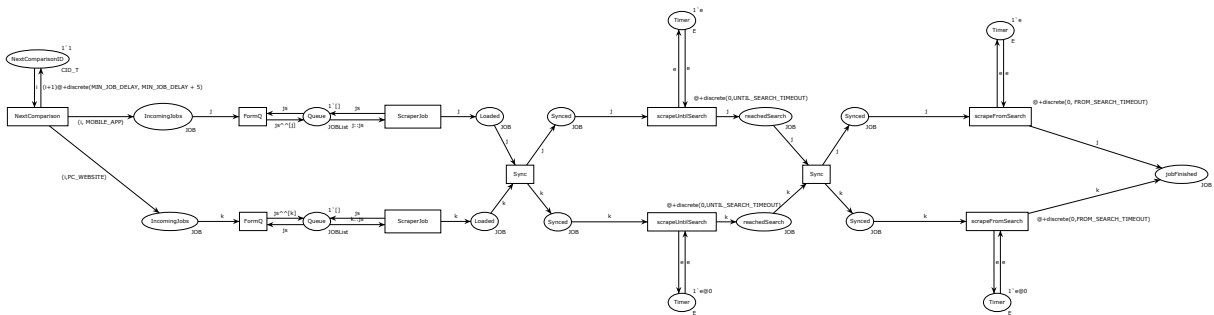 1`e
Timer
E
e
e
1`e
Timer
E
e
e
1`1
NextComparisonID
CID_T
i
(i+1)@+discrete(MIN_JOB_DELAY, MIN_JOB_DELAY + 5)
@+discrete(0,UNTIL_SEARCH_TIMEOUT)
@+discrete(0, FROM_SEARCH_TIMEOUT)
NextComparison
(i, MOBILE_APP)
IncomingJobs
JOB
j
FormQ
js
js^^[j]
1`[]
Queue
JOBList
js
j::js
ScraperJob
j
Loaded
JOB
j
Synced
JOB
j
j
scrapeUntilSearch
j
reachedSearch
JOB
j
Synced
JOB
j
j
scrapeFromSearch
j
Sync
Sync
jobFinished
JOB
(i,PC_WEBSITE)
IncomingJobs
JOB
k
FormQ
js^^[k]
js
1`[]
Queue
JOBList
js
k::js
ScraperJob
k
Loaded
JOB
k
k
Synced
JOB
k
@+discrete(0,UNTIL_SEARCH_TIMEOUT)
scrapeUntilSearch
k
reachedSearch
JOB
k
k
Synced
JOB
k
scrapeFromSearch
k
@+discrete(0,FROM_SEARCH_TIMEOUT)
e
e
1`e@0
Timer
E
e
e
1`e@0
Timer
E